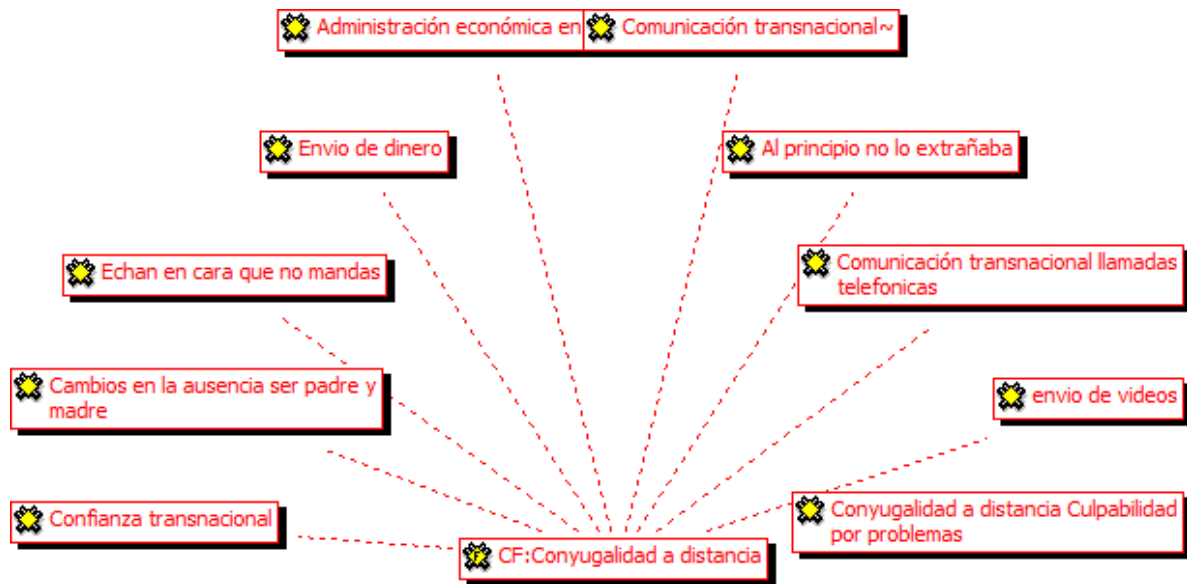 Administración económica en
Comunicación transnacional~
Envio de dinero
Al principio no lo extrañaba
Echan en cara que no mandas
Comunicación transnacional llamadas
telefonicas
Cambios en la ausencia ser padre y
madre
envio de videos
Confianza transnacional
Conyugalidad a distancia Culpabilidad
por problemas
F
CF:Conyugalidad a distancia